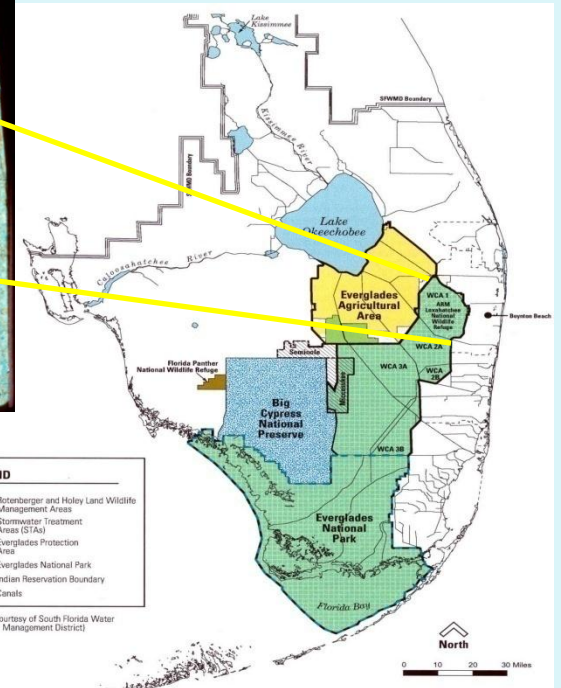 Lake
Kissimmee
Kissimmee River
SFWMD Boundary
SFWMD Boundary
Lake
Okeechobee
Caloosahatchee River
Everglades
Agricultural
Area
WCA 1
ARM
Loxahatchee
National
Wildlife
Refuge
Boynton Beach
WCA 2A
WCA
2B
Seminole
Florida Panther
National Wildlife Refuge
WCA 3A
Miccosukee
Big
Cypress
National
Preserve
WCA 3B
Everglades
National
Park
Florida Bay
ND
Rotenberger and Holey Land Wildlife
Management Areas
Stormwater Treatment
Areas (STAs)
Everglades Protection
Area
Everglades National Park
Indian Reservation Boundary
Canals
ourtesy of South Florida Water
Management District)
North
0 10 20 30 Miles